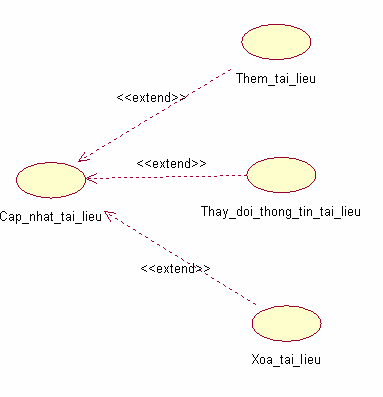 Them_tai_lieu
<<extend>>
<<extend>>
Cap_nhat_tai_lieu
Thay_doi_thong_tin_tai_lieu
<<extend>>
Xoa_tai_lieu